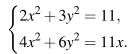 2x² + 3y² = 11,
4x² + 6y² = 11x.